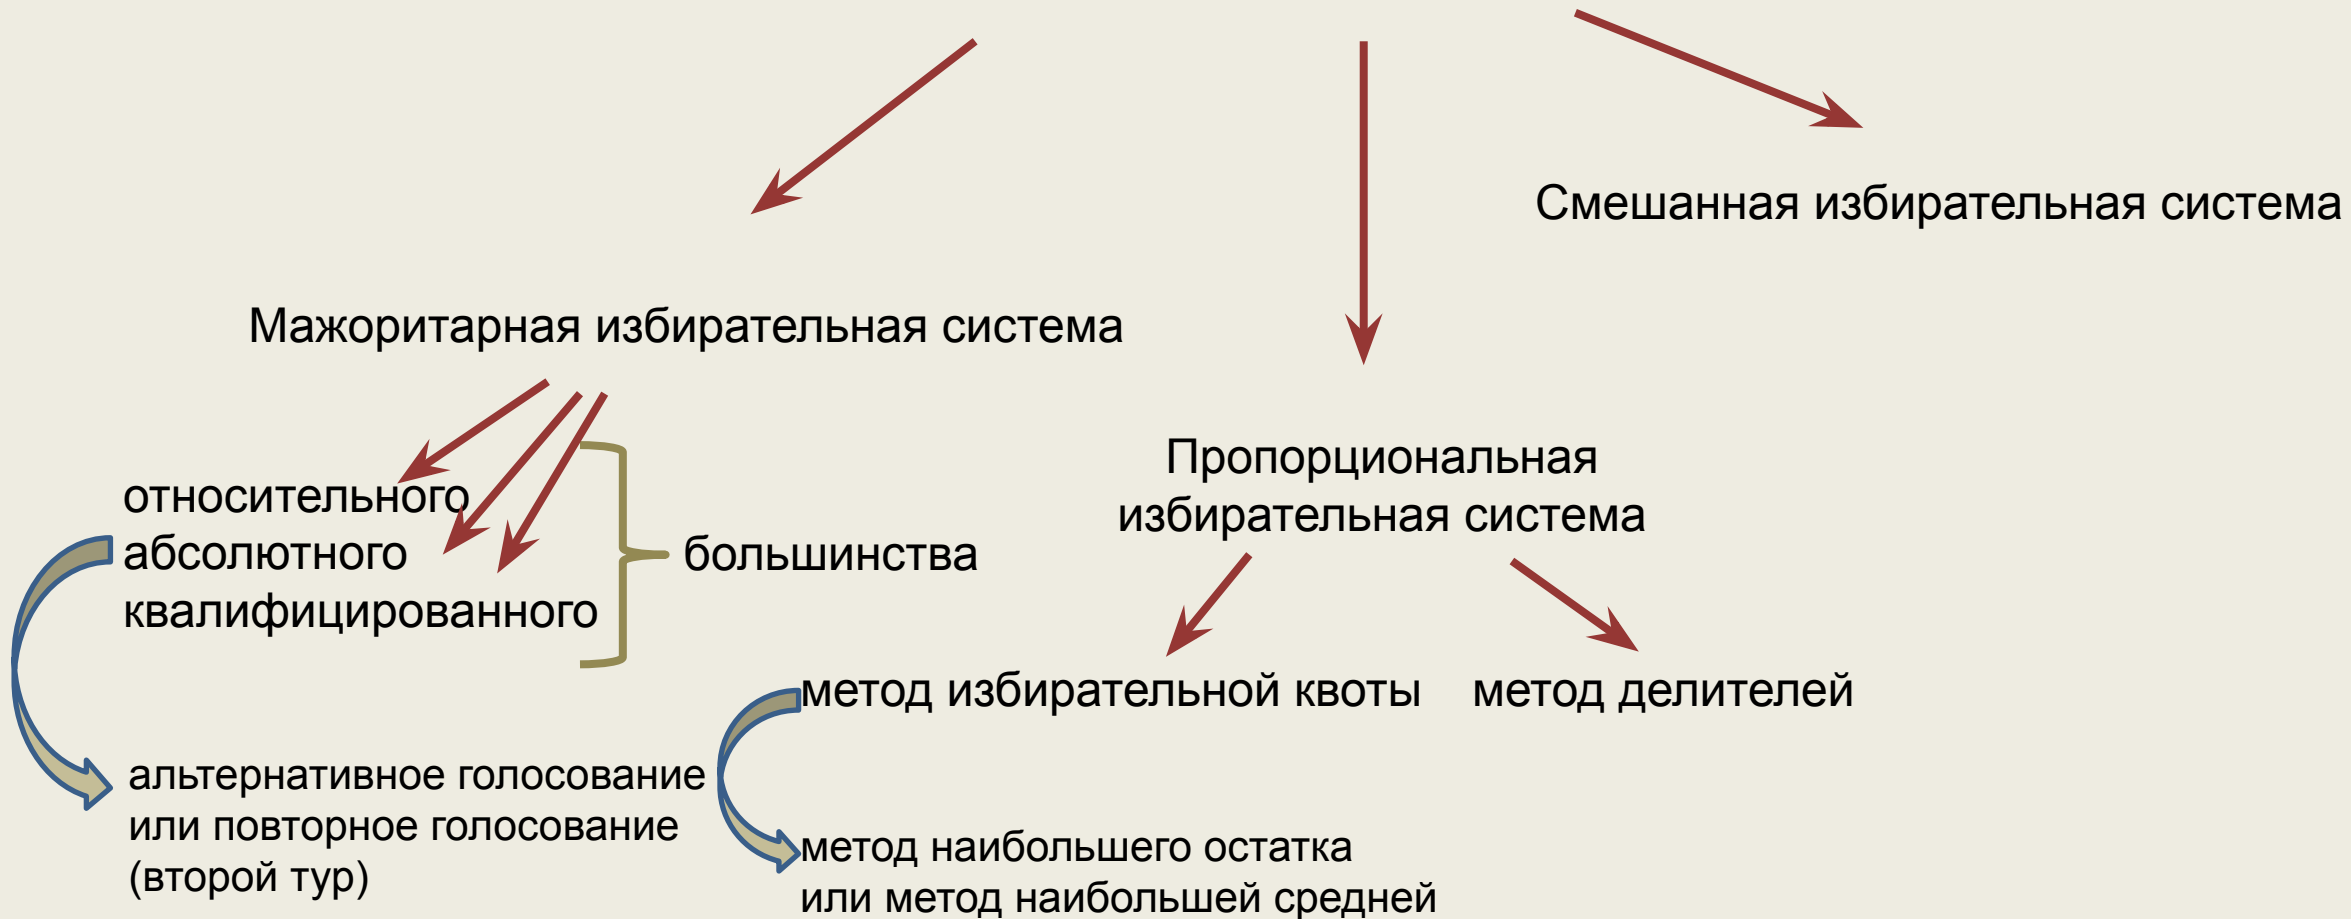 Смешанная избирательная система
Мажоритарная избирательная система
относительного
абсолютного
квалифицированного
большинства
альтернативное голосование
или повторное голосование
(второй тур)
Пропорциональная
избирательная система
метод избирательной квоты
метод делителей
метод наибольшего остатка
или метод наибольшей средней